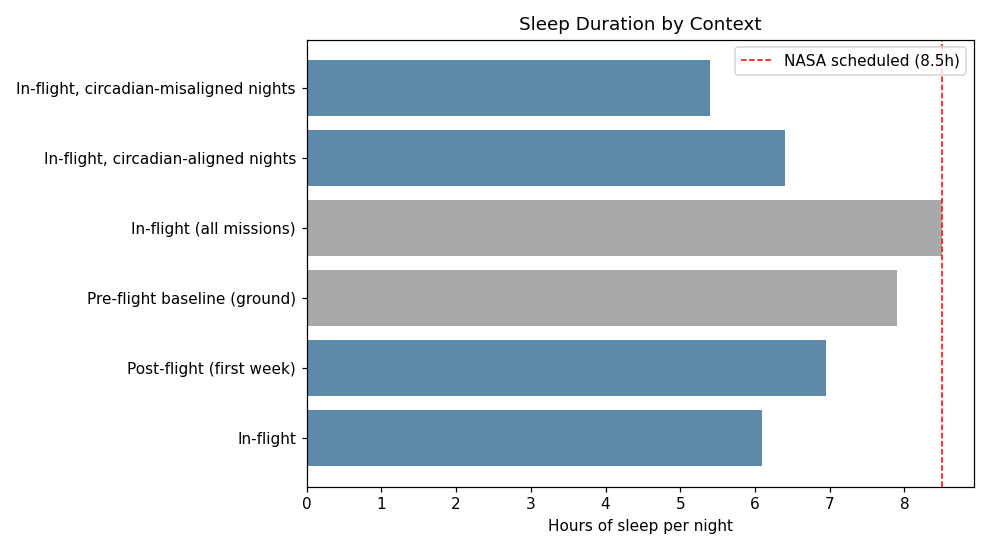 Sleep Duration by Context
NASA scheduled (8.5h)
In-flight, circadian-misaligned nights
In-flight, circadian-aligned nights
In-flight (all missions)
Pre-flight baseline (ground)
Post-flight (first week)
In-flight
0 1 2 3 4 5 6 7 8
Hours of sleep per night